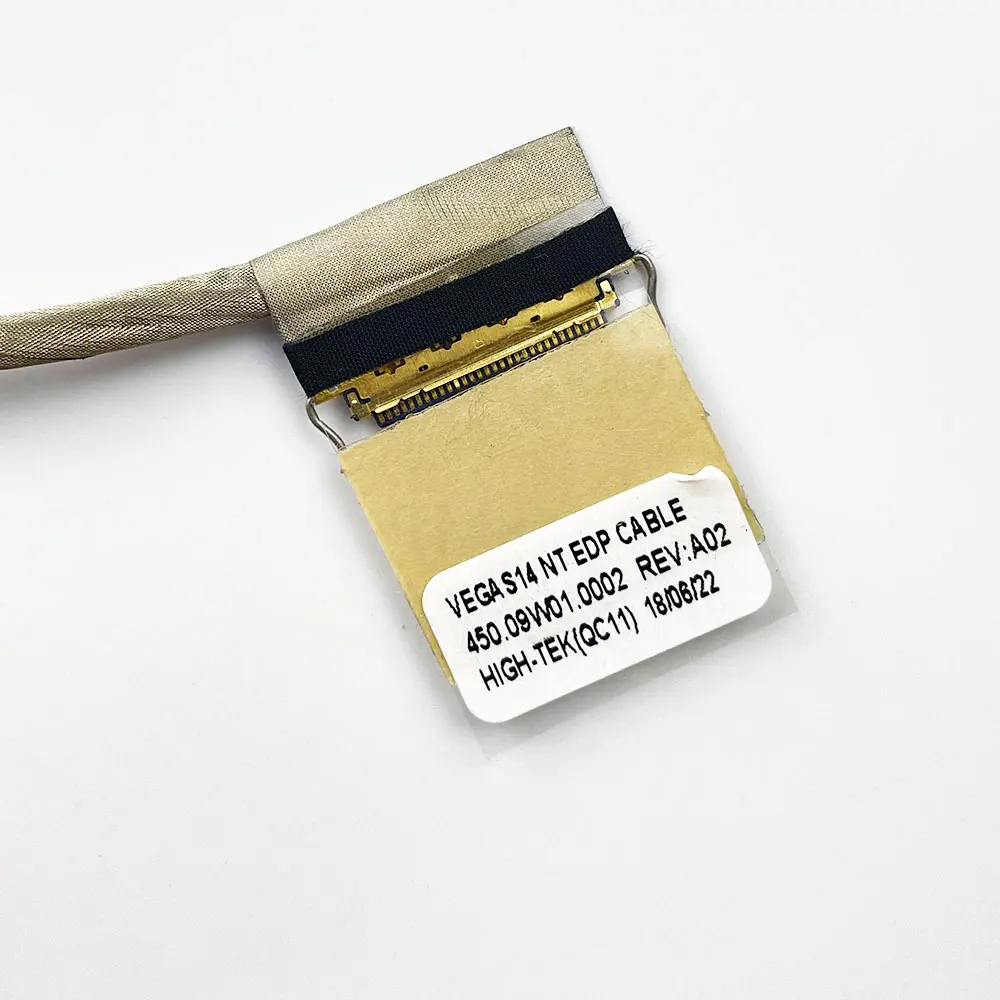 VEGAS14 NT EDP CABLE
450.09W01.0002 REV:A02
HIGH-TEK(QC11) 18/06/22